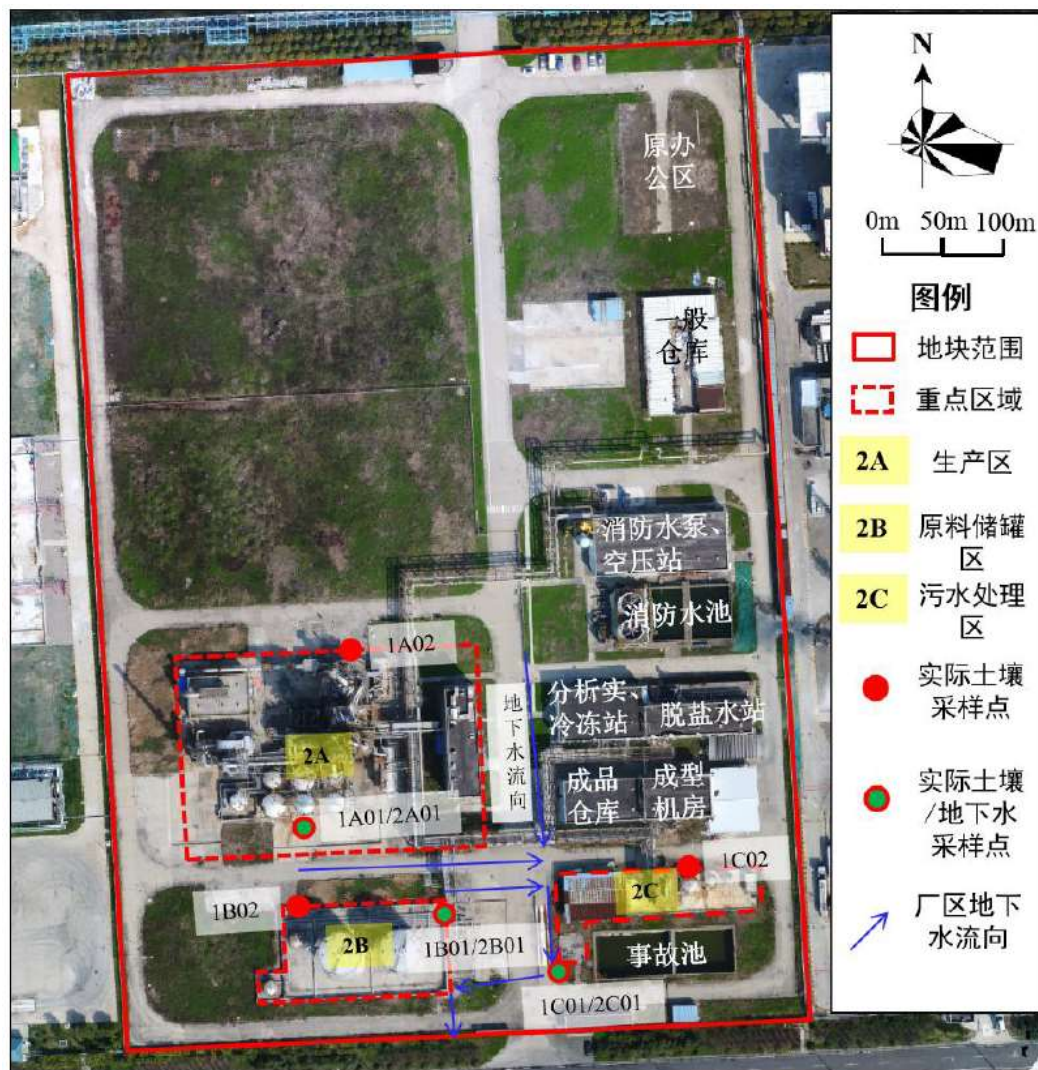 原办
公区
一般
仓库
消防水泵、
空压站
消防水池
1A02
地下水流向
分析实、
冷冻站
脱盐水站
2A
成品
仓库
成型
机房
1A01/2A01
1C02
1B02
2C
2B
1B01/2B01
事故池
1C01/2C01
N
0m 50m 100m
图例
地块范围
重点区域
2A 生产区
2B 原料储罐
区
2C 污水处理
区
实际土壤
采样点
实际土壤
/地下水
采样点
厂区地下
水流向